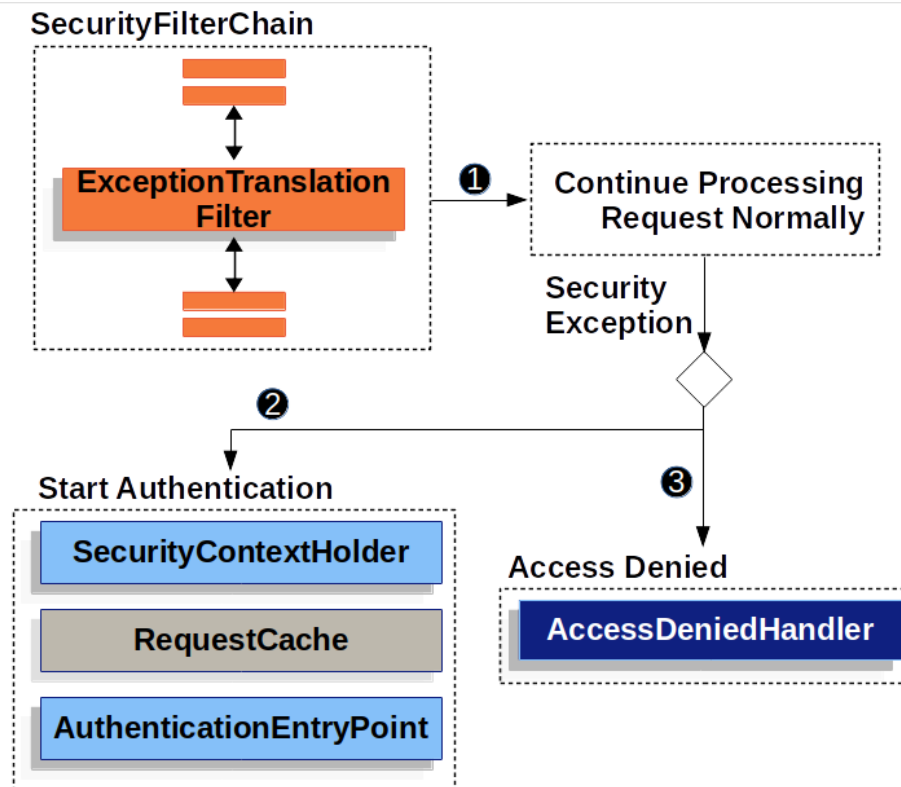 SecurityFilterChain
ExceptionTranslation
Filter
1
Continue Processing
Request Normally
Security
Exception
2
3
Start Authentication
SecurityContextHolder
RequestCache
AuthenticationEntryPoint
Access Denied
AccessDeniedHandler